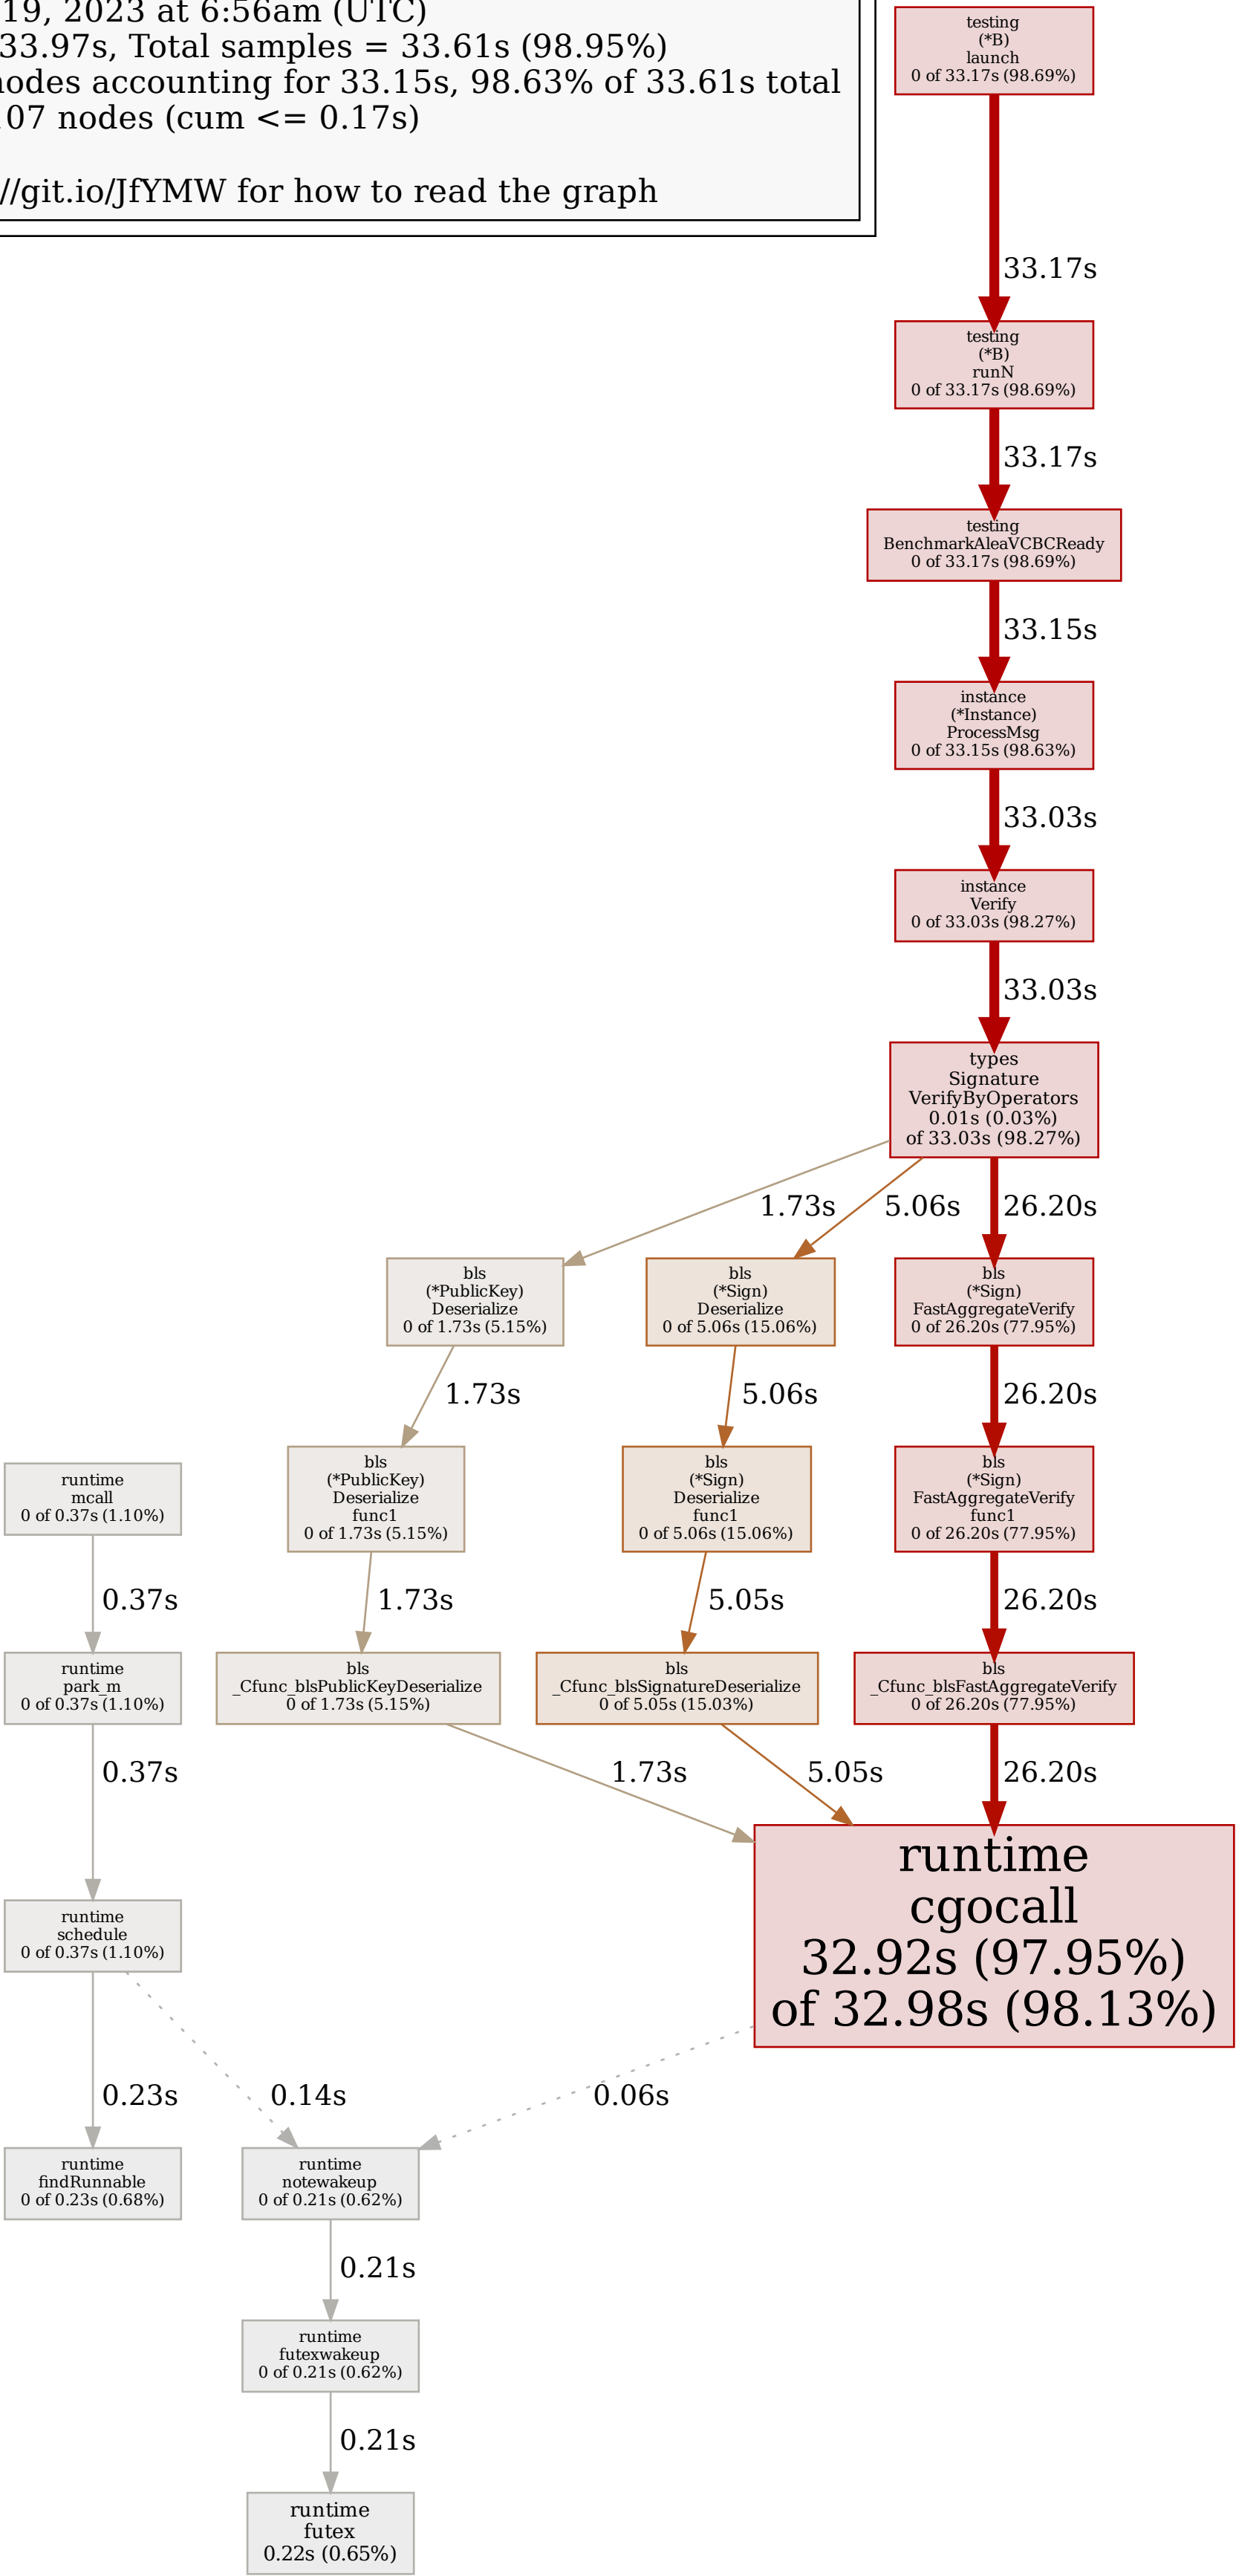 19, 2023 at 6:56am (UTC)
33.97s, Total samples = 33.61s (98.95%)
nodes accounting for 33.15s, 98.63% of 33.61s total
107 nodes (cum <= 0.17s)
//git.io/JfYMW for how to read the graph
testing
(*B)
launch
0 of 33.17s (98.69%)
33.17s
testing
(*B)
runN
0 of 33.17s (98.69%)
33.17s
testing
BenchmarkAleaVCBCReady
0 of 33.17s (98.69%)
33.15s
instance
(*Instance)
ProcessMsg
0 of 33.15s (98.63%)
33.03s
instance
Verify
0 of 33.03s (98.27%)
33.03s
types
Signature
VerifyByOperators
0.01s (0.03%)
of 33.03s (98.27%)
1.73s
5.06s
26.20s
bls
(*PublicKey)
Deserialize
0 of 1.73s (5.15%)
bls
(*Sign)
Deserialize
0 of 5.06s (15.06%)
bls
(*Sign)
FastAggregateVerify
0 of 26.20s (77.95%)
1.73s
5.06s
26.20s
runtime
mcall
0 of 0.37s (1.10%)
bls
(*PublicKey)
Deserialize
func1
0 of 1.73s (5.15%)
bls
(*Sign)
Deserialize
func1
0 of 5.06s (15.06%)
bls
(*Sign)
FastAggregateVerify
func1
0 of 26.20s (77.95%)
0.37s
1.73s
5.05s
26.20s
runtime
park_m
0 of 0.37s (1.10%)
bls
_Cfunc_blsPublicKeyDeserialize
0 of 1.73s (5.15%)
bls
_Cfunc_blsSignatureDeserialize
0 of 5.05s (15.03%)
bls
_Cfunc_blsFastAggregateVerify
0 of 26.20s (77.95%)
0.37s
1.73s
5.05s
26.20s
runtime
schedule
0 of 0.37s (1.10%)
runtime
cgocall
32.92s (97.95%)
of 32.98s (98.13%)
0.23s
0.14s
0.06s
runtime
findRunnable
0 of 0.23s (0.68%)
runtime
notewakeup
0 of 0.21s (0.62%)
0.21s
runtime
futexwakeup
0 of 0.21s (0.62%)
0.21s
runtime
futex
0.22s (0.65%)